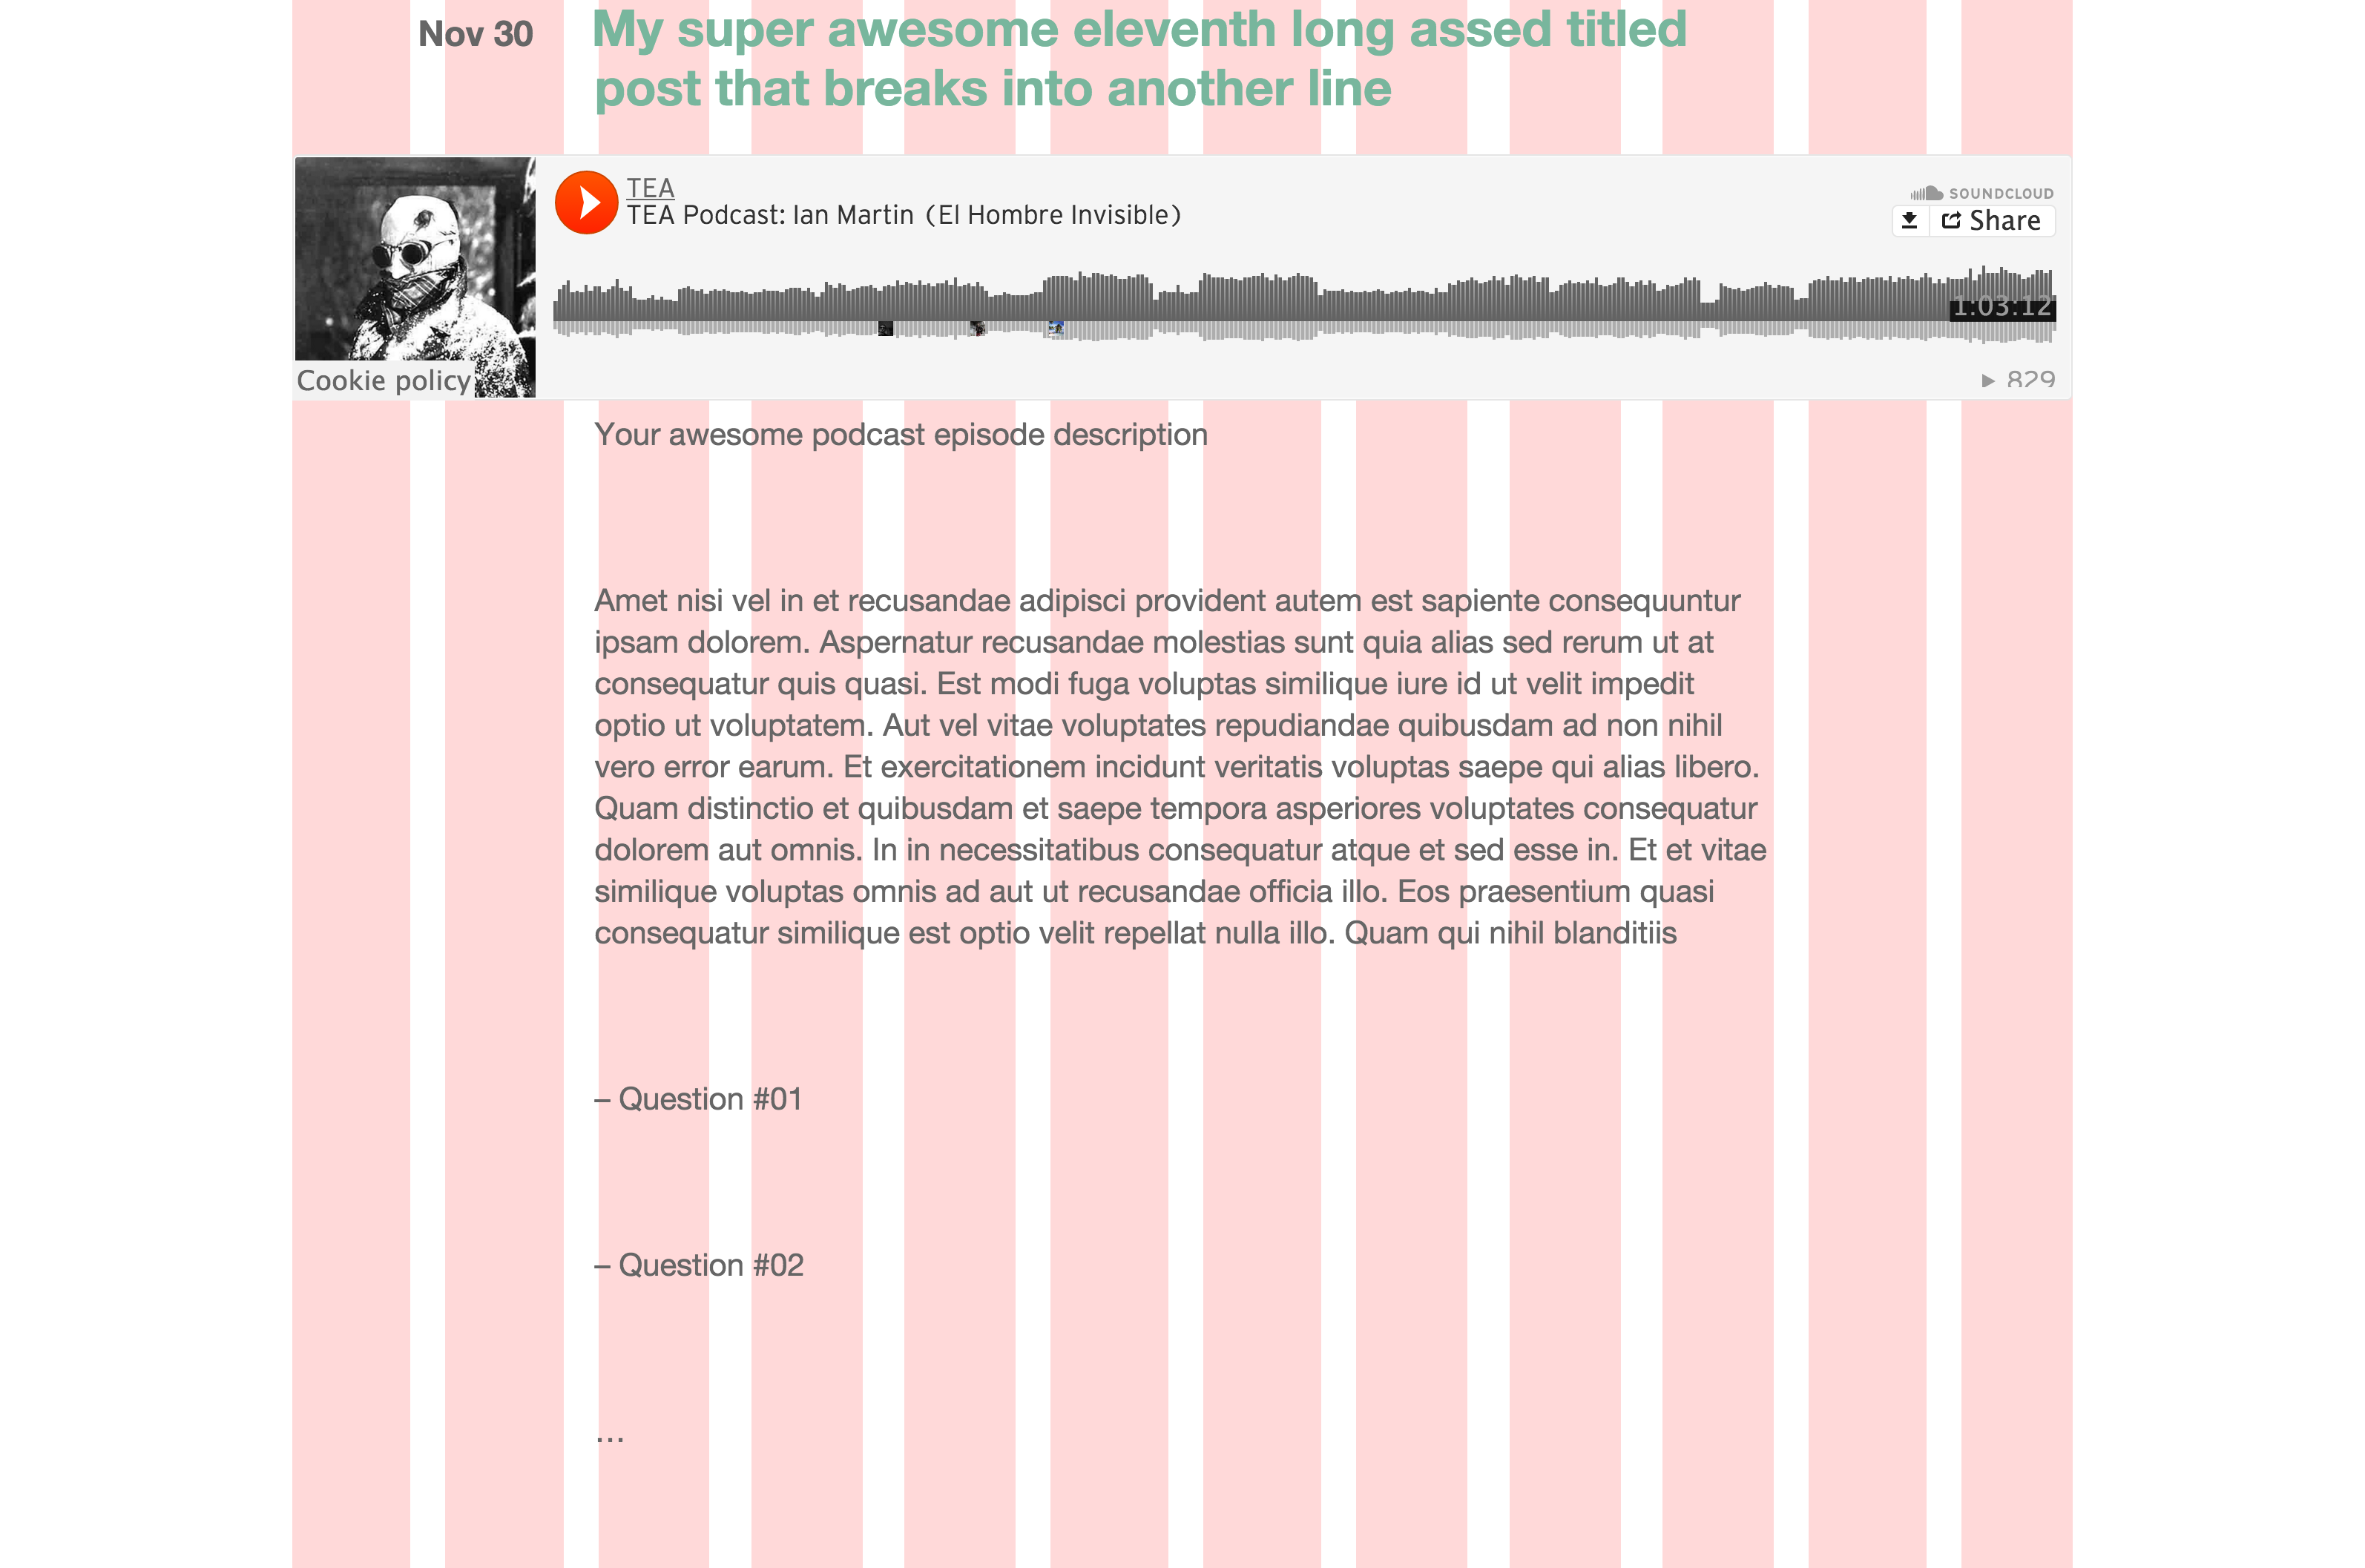 Nov 30
My super awesome eleventh long assed titled
post that breaks into another line
TEA
TEA Podcast: Ian Martin (El Hombre Invisible)
SOUNDCLOUD
Share
1:03:12
Cookie policy
829
Your awesome podcast episode description
Amet nisi vel in et recusandae adipisci provident autem est sapiente consequuntur
ipsam dolorem. Aspernatur recusandae molestias sunt quia alias sed rerum ut at
consequatur quis quasi. Est modi fuga voluptas similique iure id ut velit impedit
optio ut voluptatem. Aut vel vitae voluptates repudiandae quibusdam ad non nihil
vero error earum. Et exercitationem incidunt veritatis voluptas saepe qui alias libero.
Quam distinctio et quibusdam et saepe tempora asperiores voluptates consequatur
dolorem aut omnis. In in necessitatibus consequatur atque et sed esse in. Et et vitae
similique voluptas omnis ad aut ut recusandae officia illo. Eos praesentium quasi
consequatur similique est optio velit repellat nulla illo. Quam qui nihil blanditiis
– Question #01
– Question #02
…